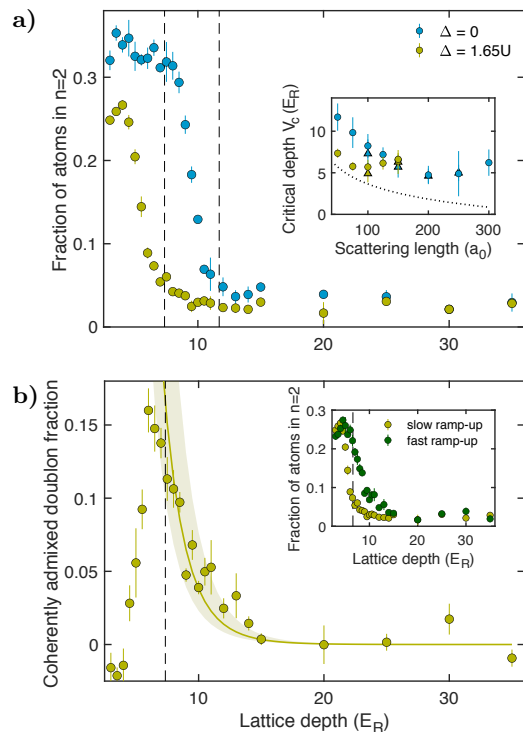 a)
Δ = 0
Δ = 1.65U
Fraction of atoms in n=2
0.3
0.2
0.1
0
Critical depth V_c (E_R)
10
5
0
100
200
300
Scattering length (a_0)
10
20
30
b)
Coherently admixed doublon fraction
0.15
0.1
0.05
0
Fraction of atoms in n=2
0.3
0.2
0.1
0
slow ramp-up
fast ramp-up
0
10
20
30
Lattice depth (E_R)
10
20
30
Lattice depth (E_R)